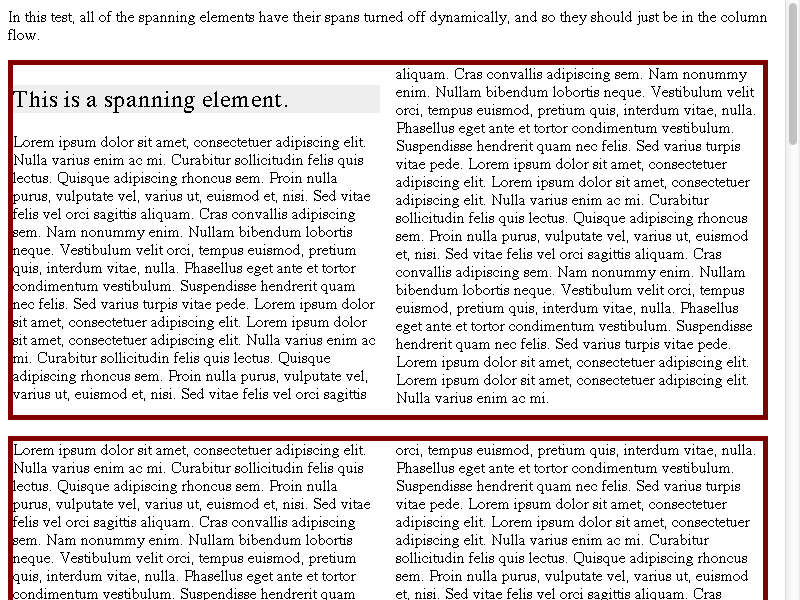 In this test, all of the spanning elements have their spans turned off dynamically, and so they should just be in the column
flow.
This is a spanning element.
Lorem ipsum dolor sit amet, consectetuer adipiscing elit.
Nulla varius enim ac mi. Curabitur sollicitudin felis quis
lectus. Quisque adipiscing rhoncus sem. Proin nulla
purus, vulputate vel, varius ut, euismod et, nisi. Sed vitae
felis vel orci sagittis aliquam. Cras convallis adipiscing
sem. Nam nonummy enim. Nullam bibendum lobortis
neque. Vestibulum velit orci, tempus euismod, pretium
quis, interdum vitae, nulla. Phasellus eget ante et tortor
condimentum vestibulum. Suspendisse hendrerit quam
nec felis. Sed varius turpis vitae pede. Lorem ipsum dolor
sit amet, consectetuer adipiscing elit. Lorem ipsum dolor
sit amet, consectetuer adipiscing elit. Nulla varius enim ac
mi. Curabitur sollicitudin felis quis lectus. Quisque
adipiscing rhoncus sem. Proin nulla purus, vulputate vel,
varius ut, euismod et, nisi. Sed vitae felis vel orci sagittis
aliquam. Cras convallis adipiscing sem. Nam nonummy
enim. Nullam bibendum lobortis neque. Vestibulum velit
orci, tempus euismod, pretium quis, interdum vitae, nulla.
Phasellus eget ante et tortor condimentum vestibulum.
Suspendisse hendrerit quam nec felis. Sed varius turpis
vitae pede. Lorem ipsum dolor sit amet, consectetuer
adipiscing elit. Lorem ipsum dolor sit amet, consectetuer
adipiscing elit. Nulla varius enim ac mi. Curabitur
sollicitudin felis quis lectus. Quisque adipiscing rhoncus
sem. Proin nulla purus, vulputate vel, varius ut, euismod
et, nisi. Sed vitae felis vel orci sagittis aliquam. Cras
convallis adipiscing sem. Nam nonummy enim. Nullam
bibendum lobortis neque. Vestibulum velit orci, tempus
euismod, pretium quis, interdum vitae, nulla. Phasellus
eget ante et tortor condimentum vestibulum. Suspendisse
hendrerit quam nec felis. Sed varius turpis vitae pede.
Lorem ipsum dolor sit amet, consectetuer adipiscing elit.
Lorem ipsum dolor sit amet, consectetuer adipiscing elit.
Nulla varius enim ac mi.
Lorem ipsum dolor sit amet, consectetuer adipiscing elit.
Nulla varius enim ac mi. Curabitur sollicitudin felis quis
lectus. Quisque adipiscing rhoncus sem. Proin nulla
purus, vulputate vel, varius ut, euismod et, nisi. Sed vitae
felis vel orci sagittis aliquam. Cras convallis adipiscing
sem. Nam nonummy enim. Nullam bibendum lobortis
neque. Vestibulum velit orci, tempus euismod, pretium
quis, interdum vitae, nulla. Phasellus eget ante et tortor
condimentum vestibulum. Suspendisse hendrerit quam
orci, tempus euismod, pretium quis, interdum vitae, nulla.
Phasellus eget ante et tortor condimentum vestibulum.
Suspendisse hendrerit quam nec felis. Sed varius turpis
vitae pede. Lorem ipsum dolor sit amet, consectetuer
adipiscing elit. Lorem ipsum dolor sit amet, consectetuer
adipiscing elit. Nulla varius enim ac mi. Curabitur
sollicitudin felis quis lectus. Quisque adipiscing rhoncus
sem. Proin nulla purus, vulputate vel, varius ut, euismod
et, nisi. Sed vitae felis vel orci sagittis aliquam. Cras